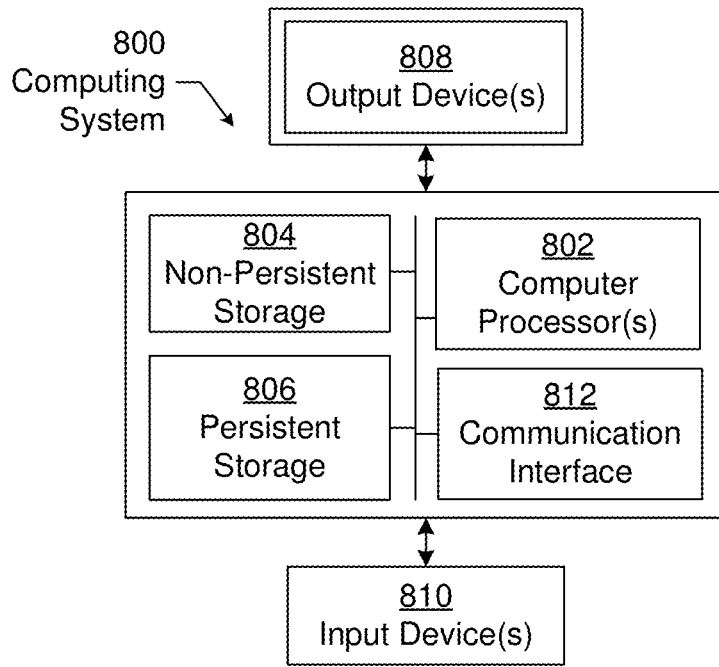 800
Computing
System
808
Output Device(s)
804
Non-Persistent
Storage
802
Computer
Processor(s)
806
Persistent
Storage
812
Communication
Interface
810
Input Device(s)